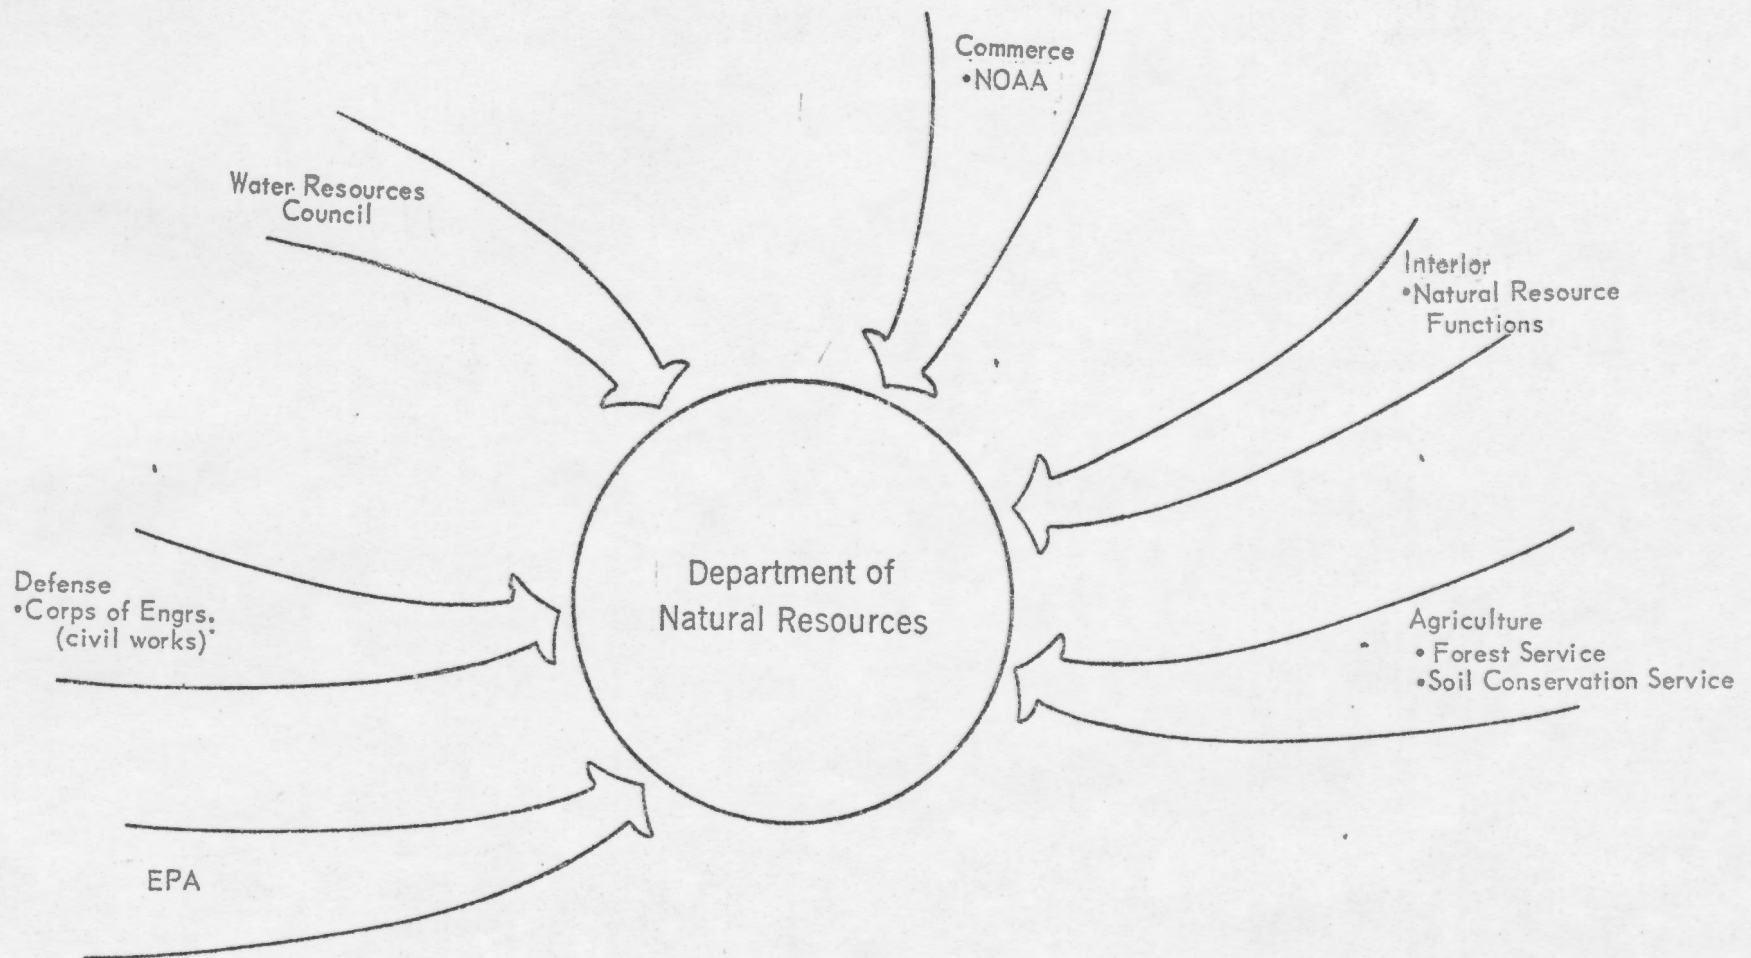 Commerce
•NOAA
Water Resources
Council
Interior
•Natural Resource
Functions
Department of
Natural Resources
Defense
•Corps of Engrs.
(civil works)
Agriculture
• Forest Service
•Soil Conservation Service
EPA